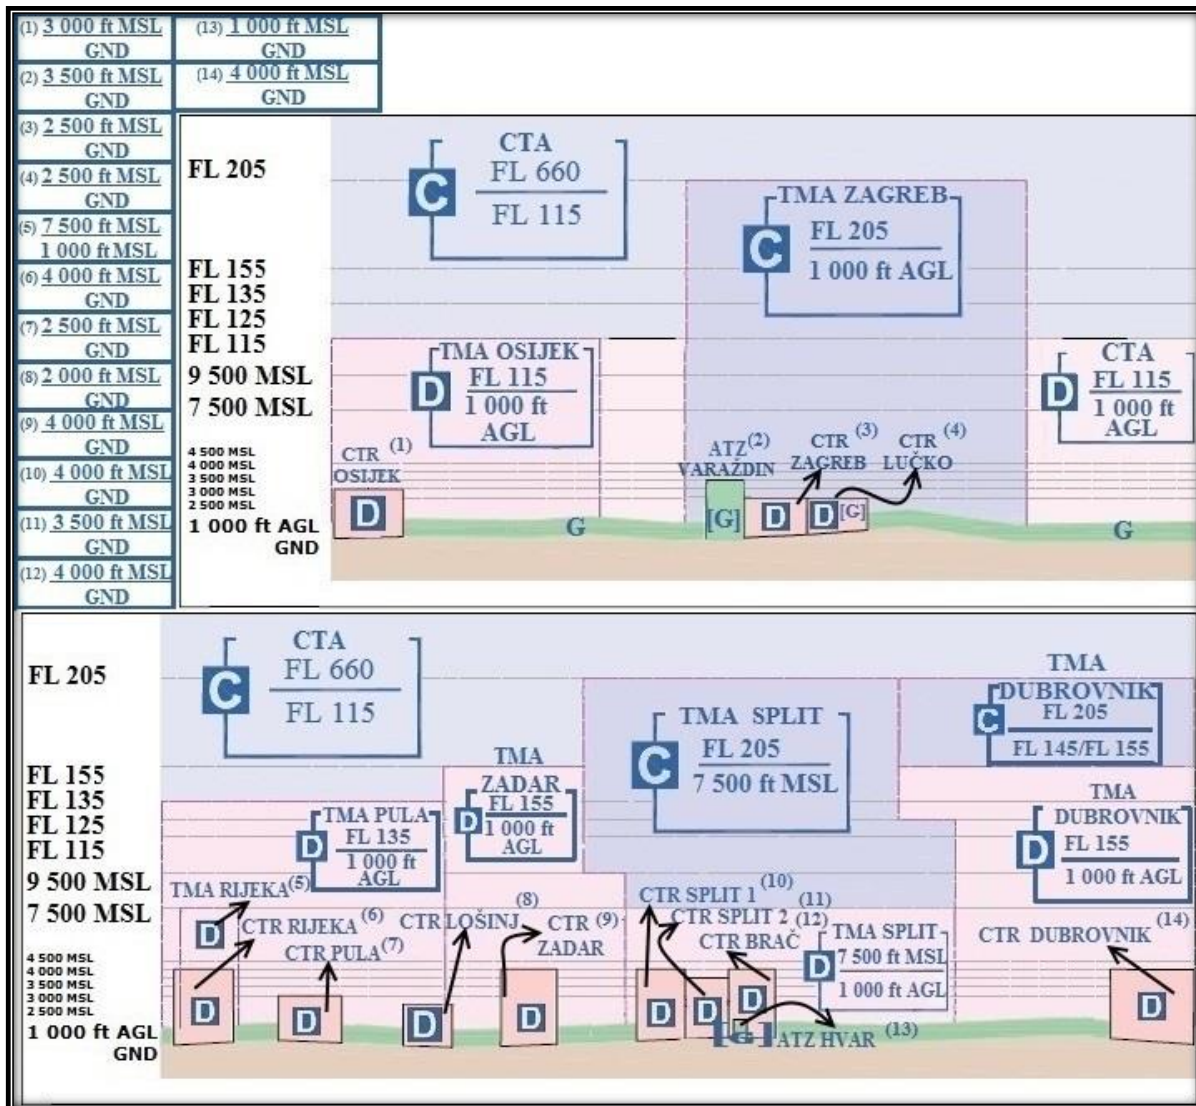 (1) 3 000 ft MSL
GND
(2) 3 500 ft MSL
GND
(3) 2 500 ft MSL
GND
(4) 2 500 ft MSL
GND
(5) 7 500 ft MSL
1 000 ft MSL
(6) 4 000 ft MSL
GND
(7) 2 500 ft MSL
GND
(8) 2 000 ft MSL
GND
(9) 4 000 ft MSL
GND
(10) 4 000 ft MSL
GND
(11) 3 500 ft MSL
GND
(12) 4 000 ft MSL
GND
(13) 1 000 ft MSL
GND
(14) 4 000 ft MSL
GND
FL 205
FL 155
FL 135
FL 125
FL 115
9 500 MSL
7 500 MSL
4 500 MSL
4 000 MSL
3 500 MSL
3 000 MSL
2 500 MSL
1 000 ft AGL
GND
CTA
C
FL 660
FL 115
TMA ZAGREB
C
FL 205
1 000 ft AGL
TMA OSIJEK
D
FL 115
1 000 ft
AGL
CTA
D
FL 115
1 000 ft
AGL
CTR (1)
OSIJEK
D
G
ATZ (2)
VARAŽDIN
[G]
CTR (3)
ZAGREB
D
CTR (4)
LUČKO
D [G]
G
FL 205
FL 155
FL 135
FL 125
FL 115
9 500 MSL
7 500 MSL
4 500 MSL
4 000 MSL
3 500 MSL
3 000 MSL
2 500 MSL
1 000 ft AGL
GND
CTA
C
FL 660
FL 115
TMA SPLIT
C
FL 205
7 500 ft MSL
TMA
DUBROVNIK
C
FL 205
FL 145/FL 155
TMA
ZADAR
D
FL 155
1 000 ft
AGL
TMA PULA
D
FL 135
1 000 ft
AGL
TMA
DUBROVNIK
D
FL 155
1 000 ft AGL
TMA RIJEKA (5)
D
CTR RIJEKA (6)
D
CTR PULA (7)
D
CTR LOŠINJ (8)
D
CTR (9)
ZADAR
D
CTR SPLIT 1 (10)
D
CTR SPLIT 2 (11)
D
CTR BRAČ (12)
D
TMA SPLIT
D
7 500 ft MSL
1 000 ft AGL
[G] ATZ HVAR (13)
CTR DUBROVNIK (14)
D